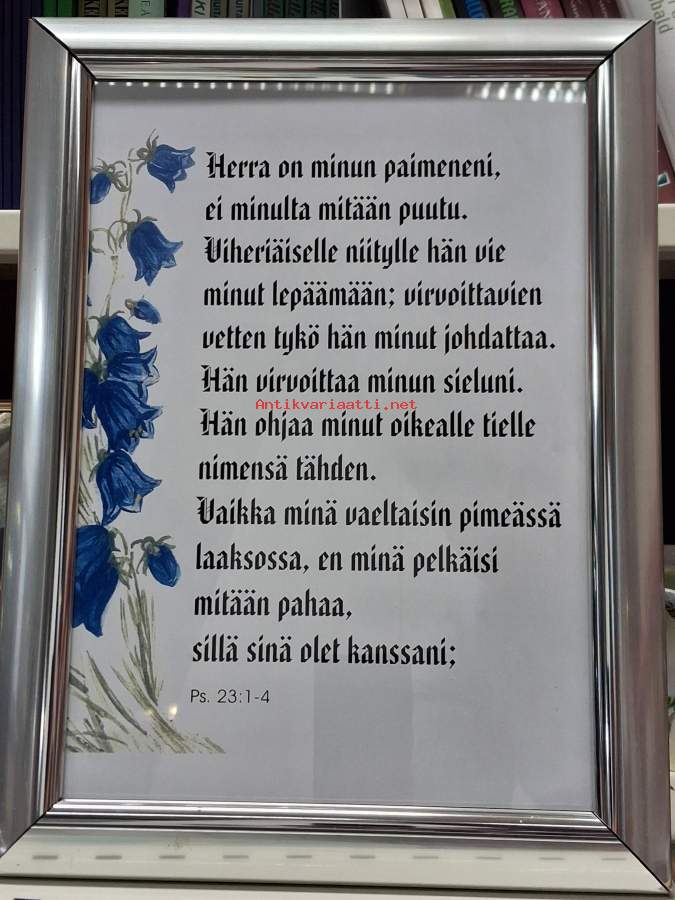 Herra on minun paimeneni,
ei minulta mitään puutu.
Viheriäiselle niitylle hän vie
minut lepäämään; virvoittavien
vetten tykö hän minut johdattaa.
Hän virvoittaa minun sieluni.
Antikvariaatti.net
Hän ohjaa minut oikealle tielle
nimensä tähden.
Vaikka minä vaeltaisin pimeässä
laaksossa, en minä pelkäisi
mitään pahaa,
sillä sinä olet kanssani;
Ps. 23:1-4